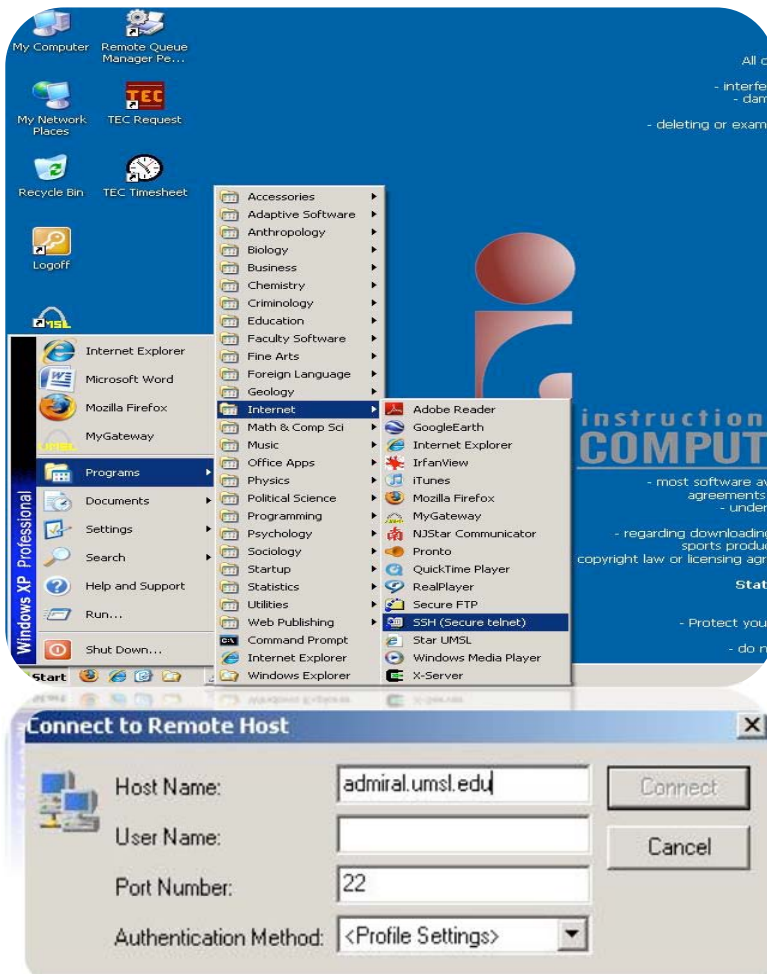 My Computer
Remote Queue
Manager Pe...
My Network
Places
TEC
TEC Request
Recycle Bin
TEC Timesheet
Logoff
UMSL
All c
- interfe
- dam
- deleting or exam
instruction
COMPUT
- most software av
agreements
- under
- regarding downloading
sports produc
copyright law or licensing agr
Stat
- Protect you
- do n
Windows XP Professional
Internet Explorer
Microsoft Word
Mozilla Firefox
MyGateway
Programs
Documents
Settings
Search
Help and Support
Run...
Shut Down...
Start
Accessories
Adaptive Software
Anthropology
Biology
Business
Chemistry
Criminology
Education
Faculty Software
Fine Arts
Foreign Language
Geology
Internet
Math & Comp Sci
Music
Office Apps
Physics
Political Science
Programming
Psychology
Sociology
Startup
Statistics
Utilities
Web Publishing
Command Prompt
Internet Explorer
Windows Explorer
Adobe Reader
GoogleEarth
Internet Explorer
IrfanView
iTunes
Mozilla Firefox
MyGateway
NJStar Communicator
Pronto
QuickTime Player
RealPlayer
Secure FTP
SSH (Secure telnet)
Star UMSL
Windows Media Player
X-Server
Connect to Remote Host
Host Name: admiral.umsl.edu
Connect
User Name:
Cancel
Port Number: 22
Authentication Method: <Profile Settings>